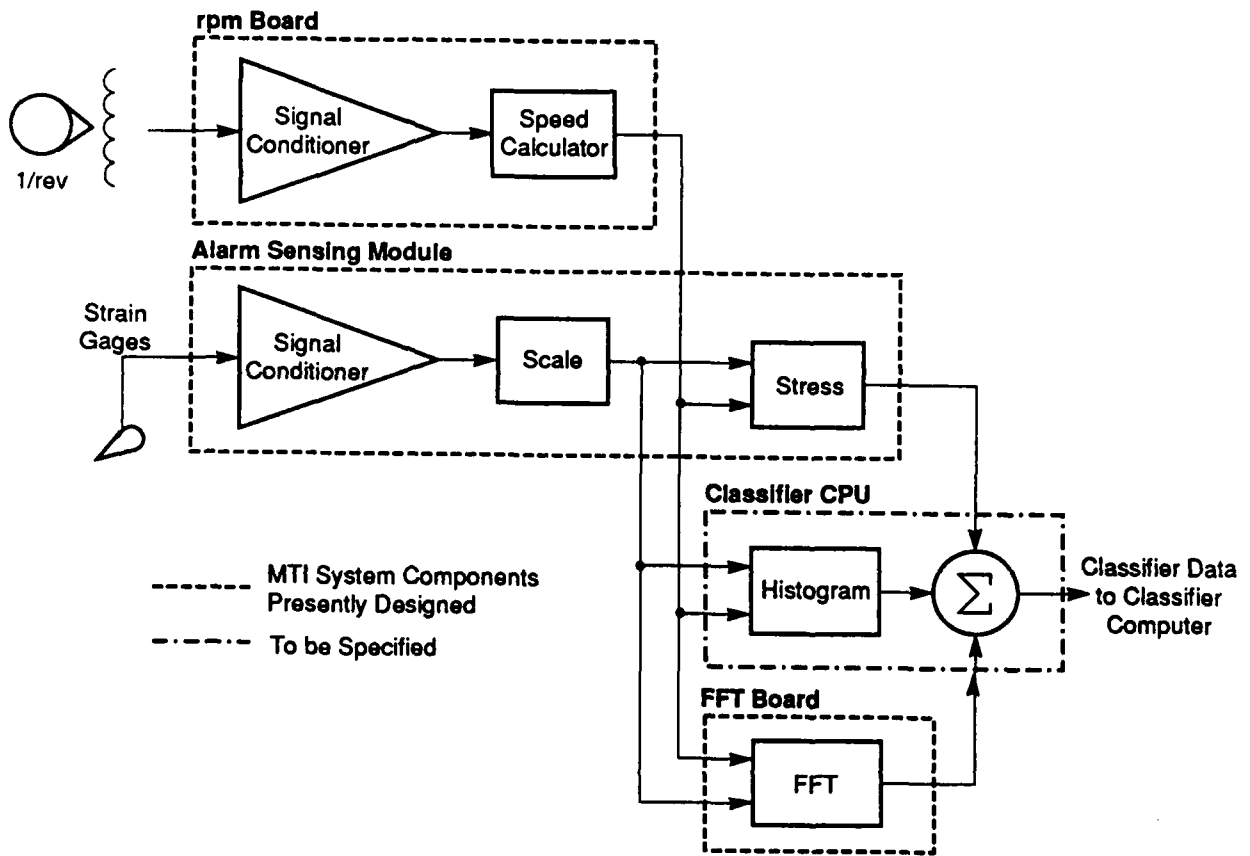 rpm Board
Signal
Conditioner
Speed
Calculator
1/rev
Alarm Sensing Module
Strain
Gages
Signal
Conditioner
Scale
Stress
Classifier CPU
Histogram
Σ
Classifier Data
to Classifier
Computer
MTI System Components
Presently Designed
To be Specified
FFT Board
FFT